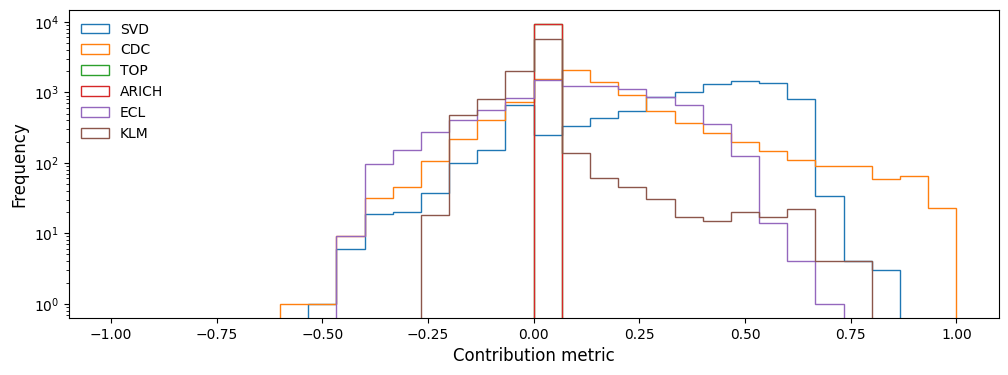 SVD
CDC
TOP
ARICH
ECL
KLM
Frequency
10⁴
10³
10²
10¹
10⁰
−1.00 −0.75 −0.50 −0.25 0.00 0.25 0.50 0.75 1.00
Contribution metric